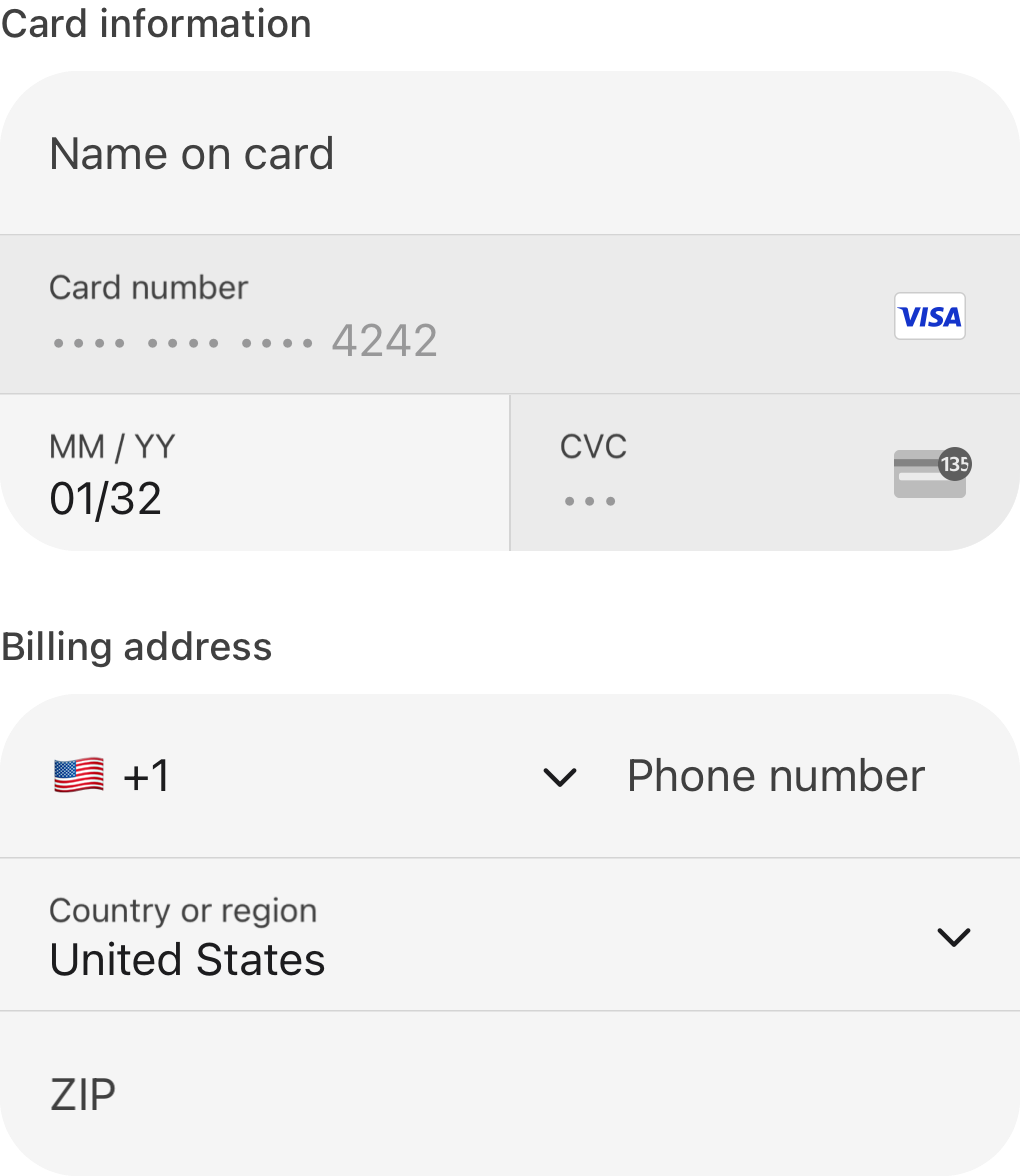 Card information
Name on card
Card number
•••• •••• •••• 4242
VISA
MM / YY
01/32
CVC
•••
135
Billing address
+1
Phone number
Country or region
United States
ZIP